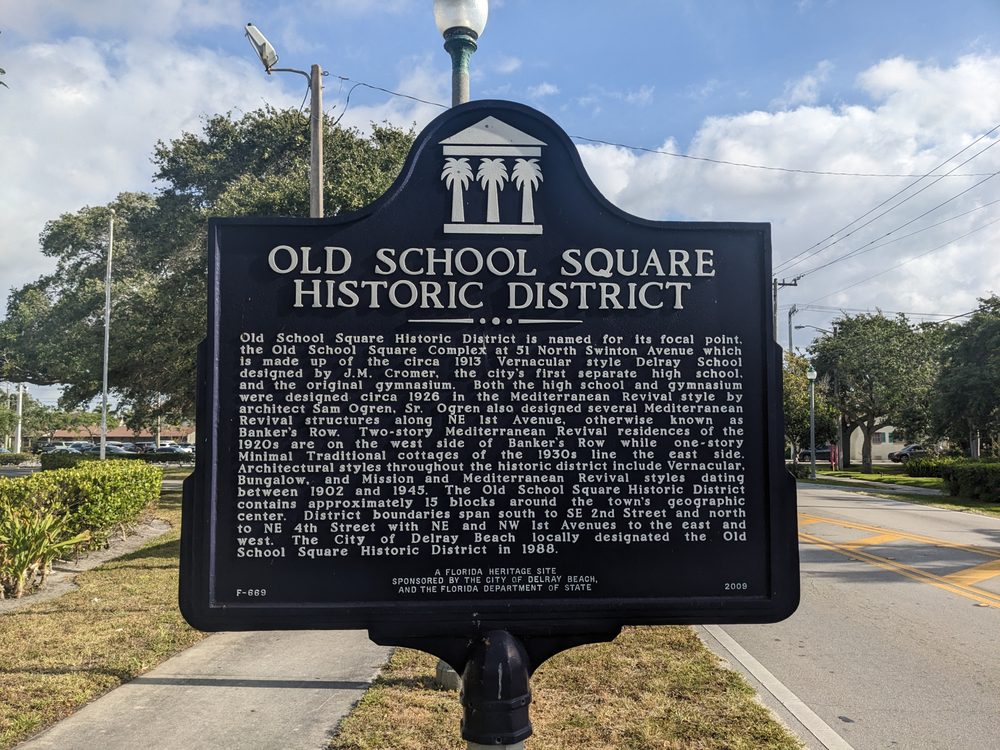 OLD SCHOOL SQUARE
HISTORIC DISTRICT
Old School Square Historic District is named for its focal point,
the Old School Square Complex at 51 North Swinton Avenue which
is made up of the circa 1913 Vernacular style Delray School
designed by J.M. Cromer, the city's first separate high school,
and the original gymnasium. Both the high school and gymnasium
were designed circa 1926 in the Mediterranean Revival style by
architect Sam Ogren, Sr. Ogren also designed several Mediterranean
Revival structures along NE 1st Avenue, otherwise known as
Banker's Row. Two-story Mediterranean Revival residences of the
1920s are on the west side of Banker's Row while one-story
Minimal Traditional cottages of the 1930s line the east side.
Architectural styles throughout the historic district include Vernacular,
Bungalow, and Mission and Mediterranean Revival styles dating
between 1902 and 1945. The Old School Square Historic District
contains approximately 15 blocks around the town's geographic
center. District boundaries span south to SE 2nd Street and north
to NE 4th Street with NE and NW 1st Avenues to the east and
west. The City of Delray Beach locally designated the Old
School Square Historic District in 1988.
A FLORIDA HERITAGE SITE
SPONSORED BY THE CITY OF DELRAY BEACH,
AND THE FLORIDA DEPARTMENT OF STATE
F-669
2009